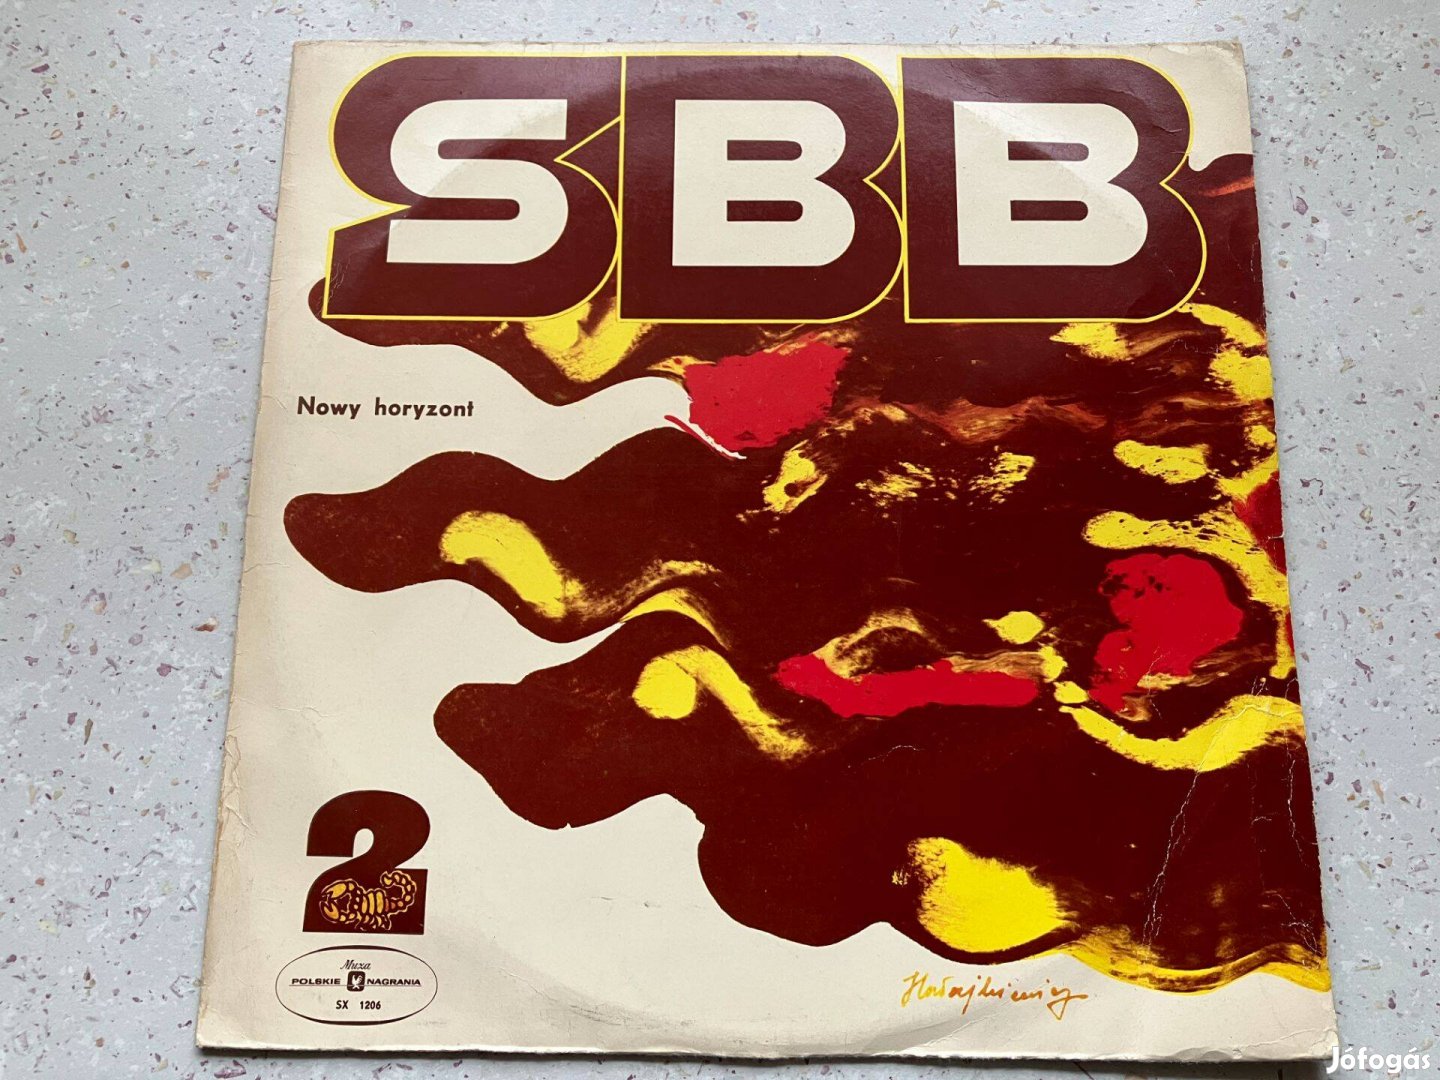 SBB
Nowy horyzont
2
Muza
POLSKIE NAGRANIA
SX 1206
Jófogás